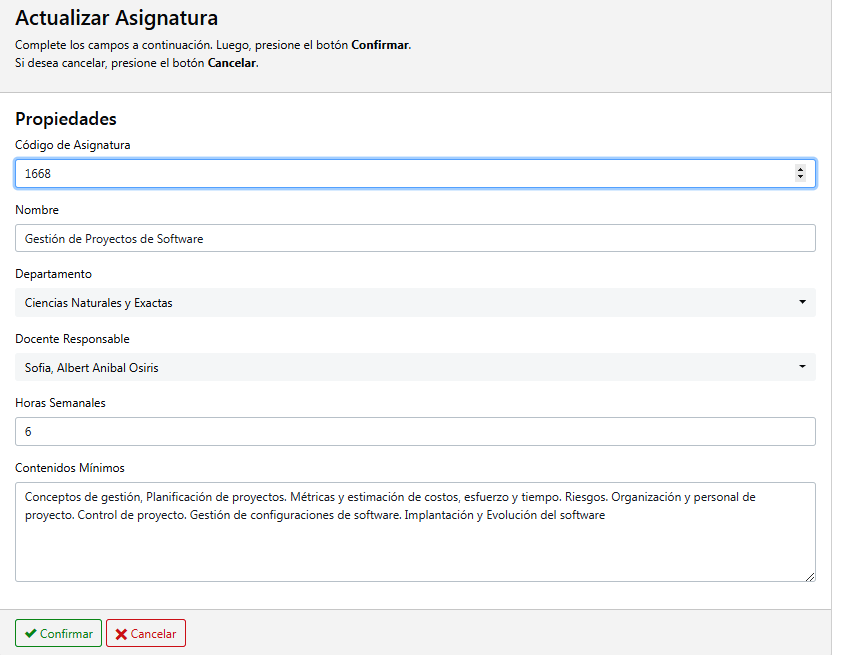 Actualizar Asignatura
Complete los campos a continuación. Luego, presione el botón Confirmar.
Si desea cancelar, presione el botón Cancelar.
Propiedades
Código de Asignatura
1668
Nombre
Gestión de Proyectos de Software
Departamento
Ciencias Naturales y Exactas
Docente Responsable
Sofia, Albert Anibal Osiris
Horas Semanales
6
Contenidos Mínimos
Conceptos de gestión, Planificación de proyectos. Métricas y estimación de costos, esfuerzo y tiempo. Riesgos. Organización y personal de
proyecto. Control de proyecto. Gestión de configuraciones de software. Implantación y Evolución del software
Confirmar Cancelar